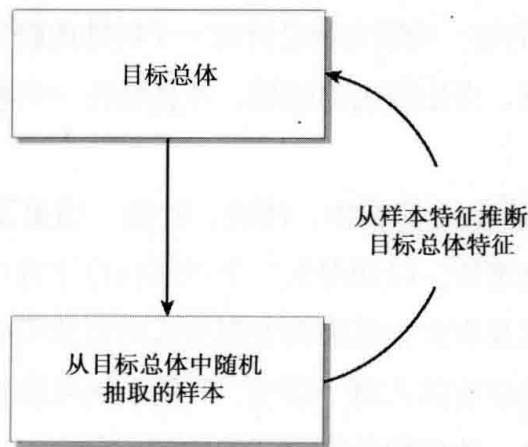 目标总体
从样本特征推断
目标总体特征
从目标总体中随机
抽取的样本